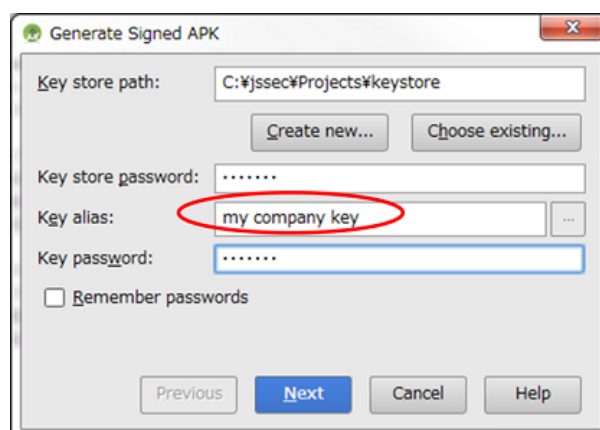 Generate Signed APK
Key store path: C:¥jssec¥Projects¥keystore
Create new... Choose existing...
Key store password: •••••••
Key alias: my company key ...
Key password: •••••••
Remember passwords
Previous Next Cancel Help